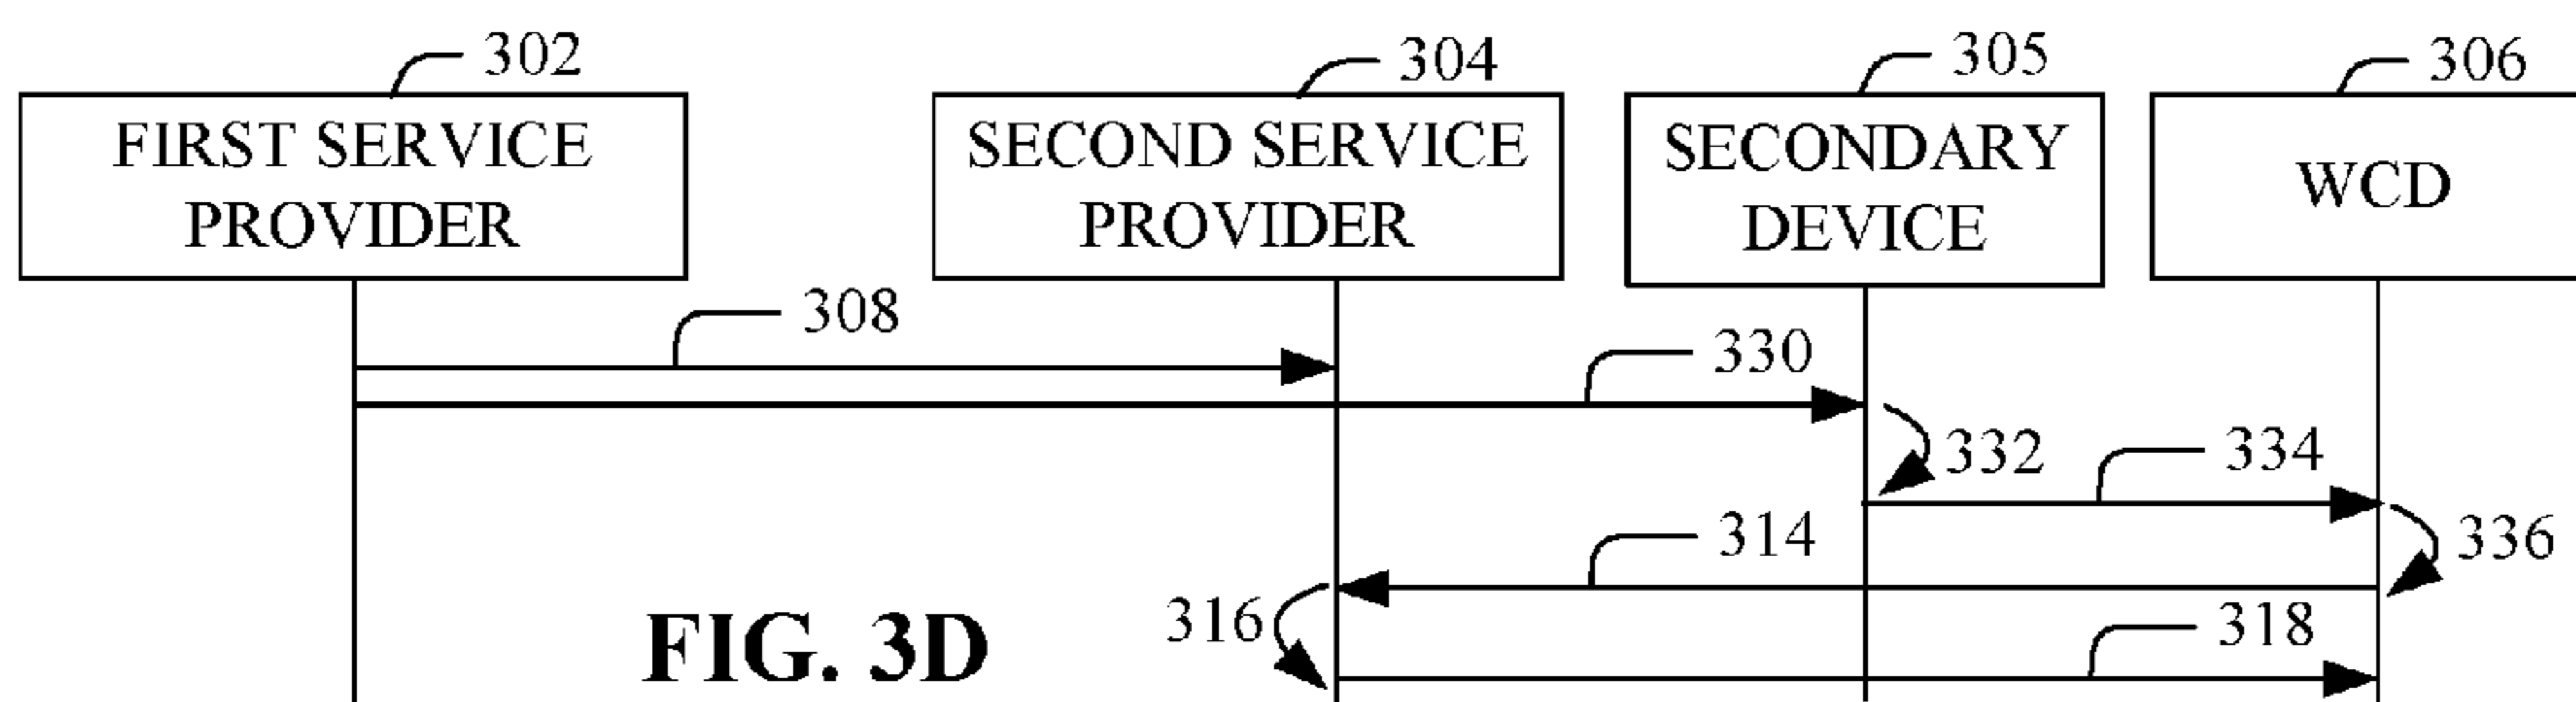 302
304
305
306
FIRST SERVICE
PROVIDER
SECOND SERVICE
PROVIDER
SECONDARY
DEVICE
WCD
308
330
332
334
314
336
316
318
FIG. 3D